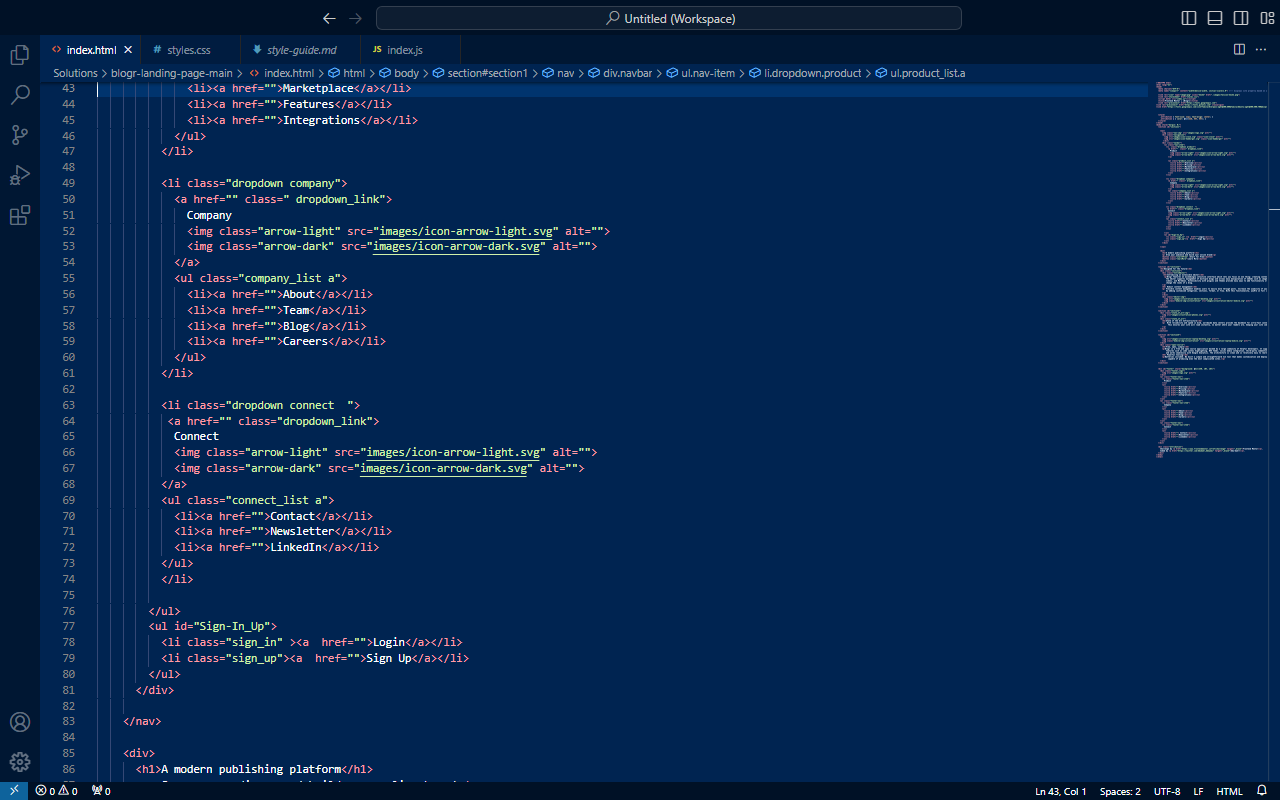 Untitled (Workspace)
index.html
# styles.css
style-guide.md
JS index.js
Solutions > blogr-landing-page-main > index.html > html > body > section#section1 > nav > div.navbar > ul.nav-item > li.dropdown.product > ul.product_list.a
43 <li><a href="">Marketplace</a></li>
44 <li><a href="">Features</a></li>
45 <li><a href="">Integrations</a></li>
46 </ul>
47 </li>
48
49 <li class="dropdown company">
50 <a href="" class=" dropdown_link">
51 Company
52 <img class="arrow-light" src="images/icon-arrow-light.svg" alt="">
53 <img class="arrow-dark" src="images/icon-arrow-dark.svg" alt="">
54 </a>
55 <ul class="company_list a">
56 <li><a href="">About</a></li>
57 <li><a href="">Team</a></li>
58 <li><a href="">Blog</a></li>
59 <li><a href="">Careers</a></li>
60 </ul>
61 </li>
62
63 <li class="dropdown connect  ">
64 <a href="" class="dropdown_link">
65 Connect
66 <img class="arrow-light" src="images/icon-arrow-light.svg" alt="">
67 <img class="arrow-dark" src="images/icon-arrow-dark.svg" alt="">
68 </a>
69 <ul class="connect_list a">
70 <li><a href="">Contact</a></li>
71 <li><a href="">Newsletter</a></li>
72 <li><a href="">LinkedIn</a></li>
73 </ul>
74 </li>
75
76 </ul>
77 <ul id="Sign-In_Up">
78 <li class="sign_in" ><a  href="">Login</a></li>
79 <li class="sign_up"><a  href="">Sign Up</a></li>
80 </ul>
81 </div>
82
83 </nav>
84
85 <div>
86 <h1>A modern publishing platform</h1>
0 0 0
Ln 43, Col 1
Spaces: 2
UTF-8
LF
HTML